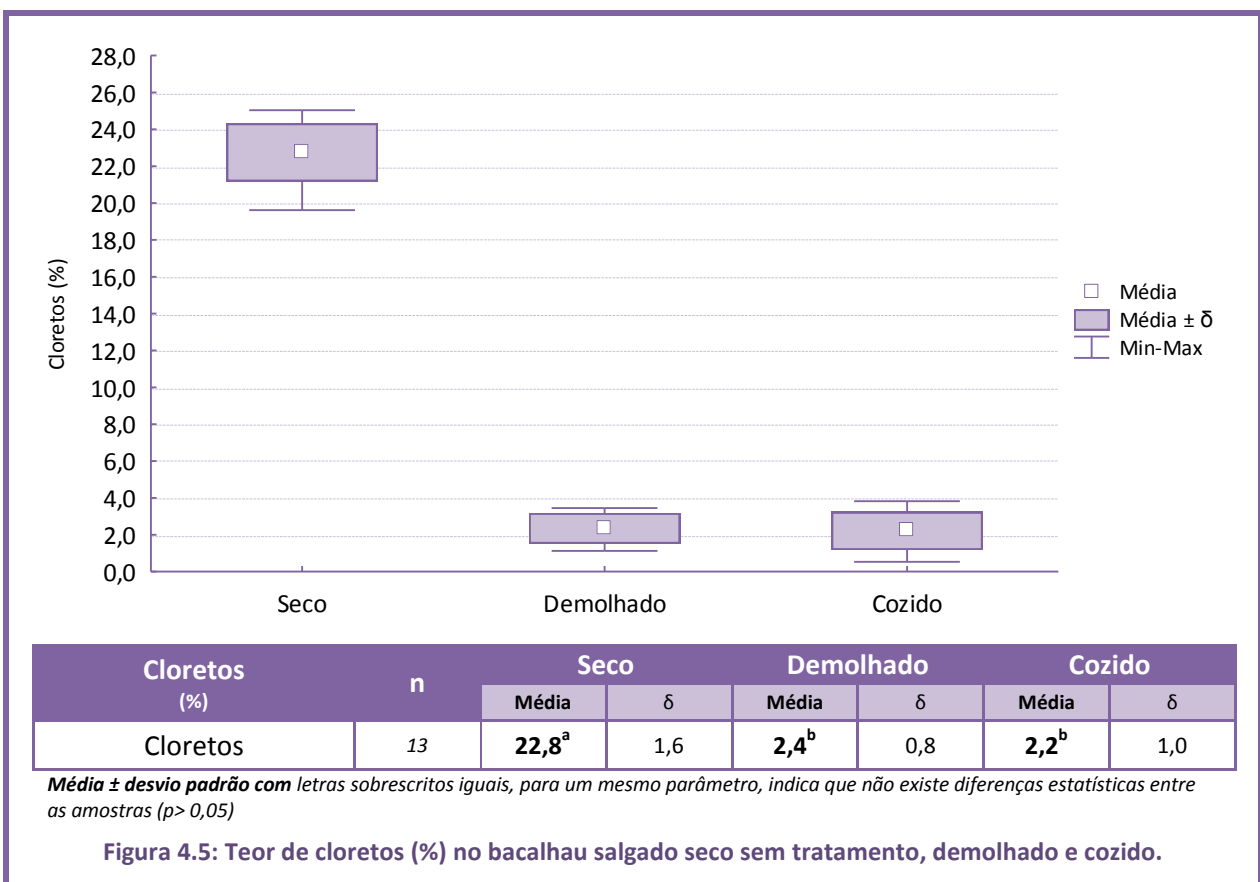 28,0
26,0
24,0
22,0
20,0
18,0
16,0
14,0
12,0
10,0
8,0
6,0
4,0
2,0
0,0
Cloretos (%)
Seco Demolhado Cozido
Média
Média ± δ
Min-Max
Cloretos (%) n Seco Demolhado Cozido
Média δ Média δ Média δ
Cloretos 13 22,8a 1,6 2,4b 0,8 2,2b 1,0
Média ± desvio padrão com letras sobrescritos iguais, para um mesmo parâmetro, indica que não existe diferenças estatísticas entre
as amostras (p> 0,05)
Figura 4.5: Teor de cloretos (%) no bacalhau salgado seco sem tratamento, demolhado e cozido.